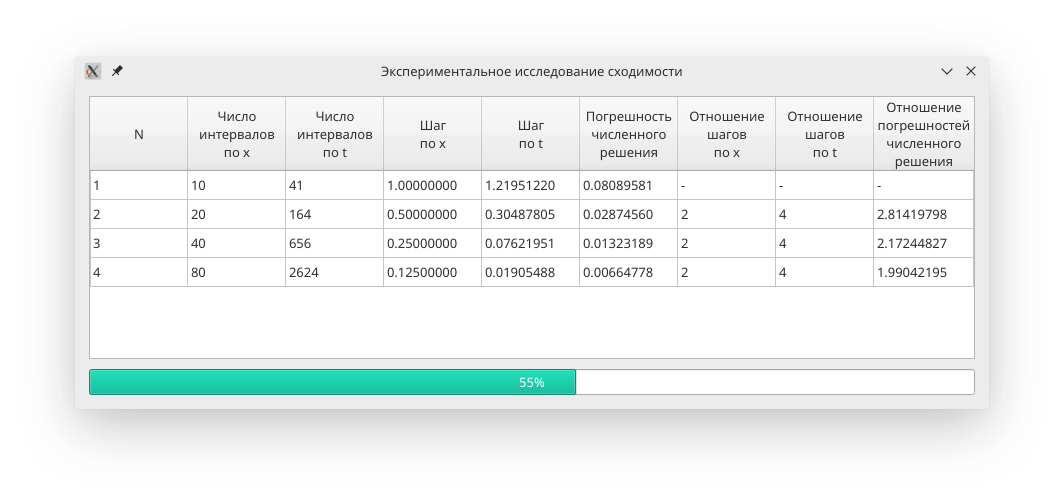 Экспериментальное исследование сходимости
N
Число
интервалов
по x
Число
интервалов
по t
Шаг
по x
Шаг
по t
Погрешность
численного
решения
Отношение
шагов
по x
Отношение
шагов
по t
Отношение
погрешностей
численного
решения
1 10 41 1.00000000 1.21951220 0.08089581 - - -
2 20 164 0.50000000 0.30487805 0.02874560 2 4 2.81419798
3 40 656 0.25000000 0.07621951 0.01323189 2 4 2.17244827
4 80 2624 0.12500000 0.01905488 0.00664778 2 4 1.99042195
55%